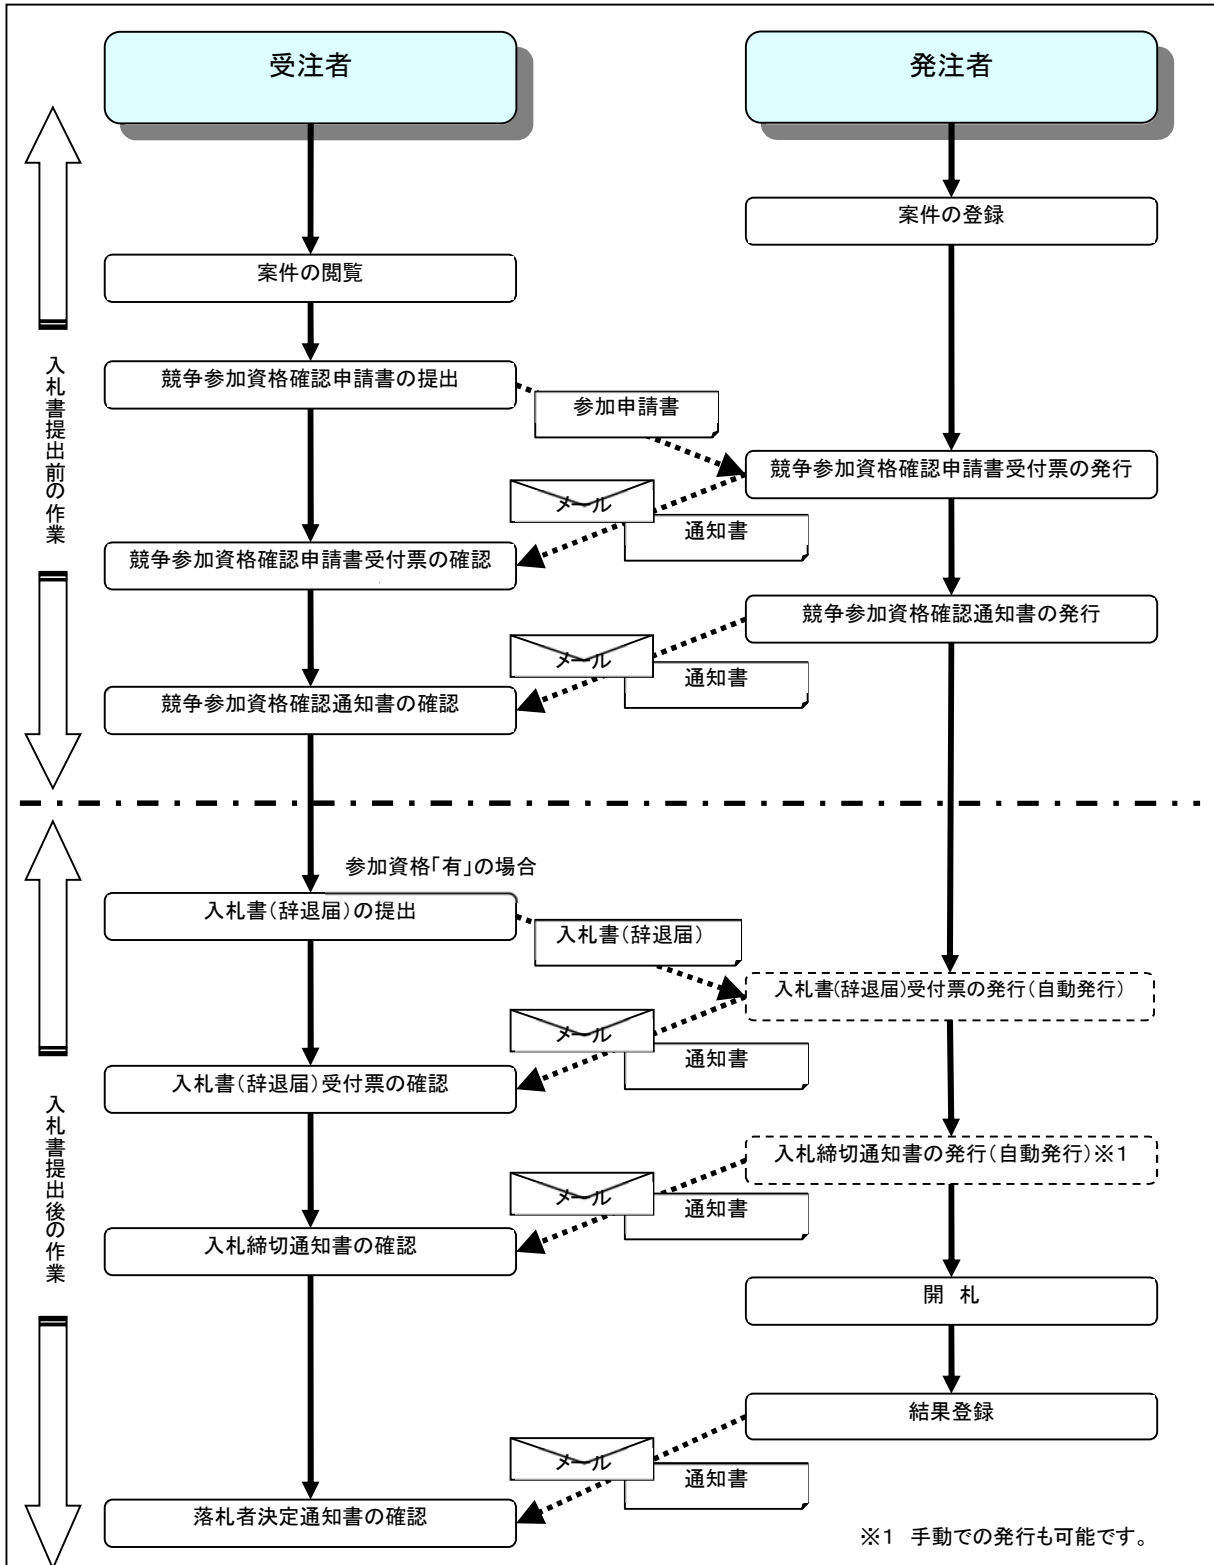 受注者
発注者
案件の登録
案件の閲覧
入札書提出前の作業
競争参加資格確認申請書の提出
参加申請書
競争参加資格確認申請書受付票の発行
メール
通知書
競争参加資格確認申請書受付票の確認
競争参加資格確認通知書の発行
メール
通知書
競争参加資格確認通知書の確認
参加資格「有」の場合
入札書(辞退届)の提出
入札書(辞退届)
入札書(辞退届)受付票の発行(自動発行)
メール
通知書
入札書(辞退届)受付票の確認
入札書提出後の作業
入札締切通知書の発行(自動発行)※1
メール
通知書
入札締切通知書の確認
開 札
結果登録
メール
通知書
落札者決定通知書の確認
※1 手動での発行も可能です。